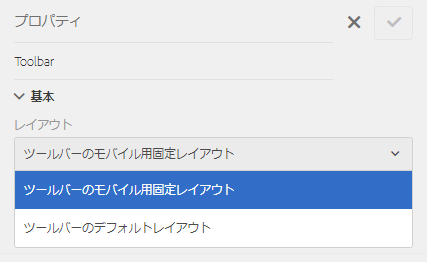 プロパティ
Toolbar
基本
レイアウト
ツールバーのモバイル用固定レイアウト
ツールバーのモバイル用固定レイアウト
ツールバーのデフォルトレイアウト